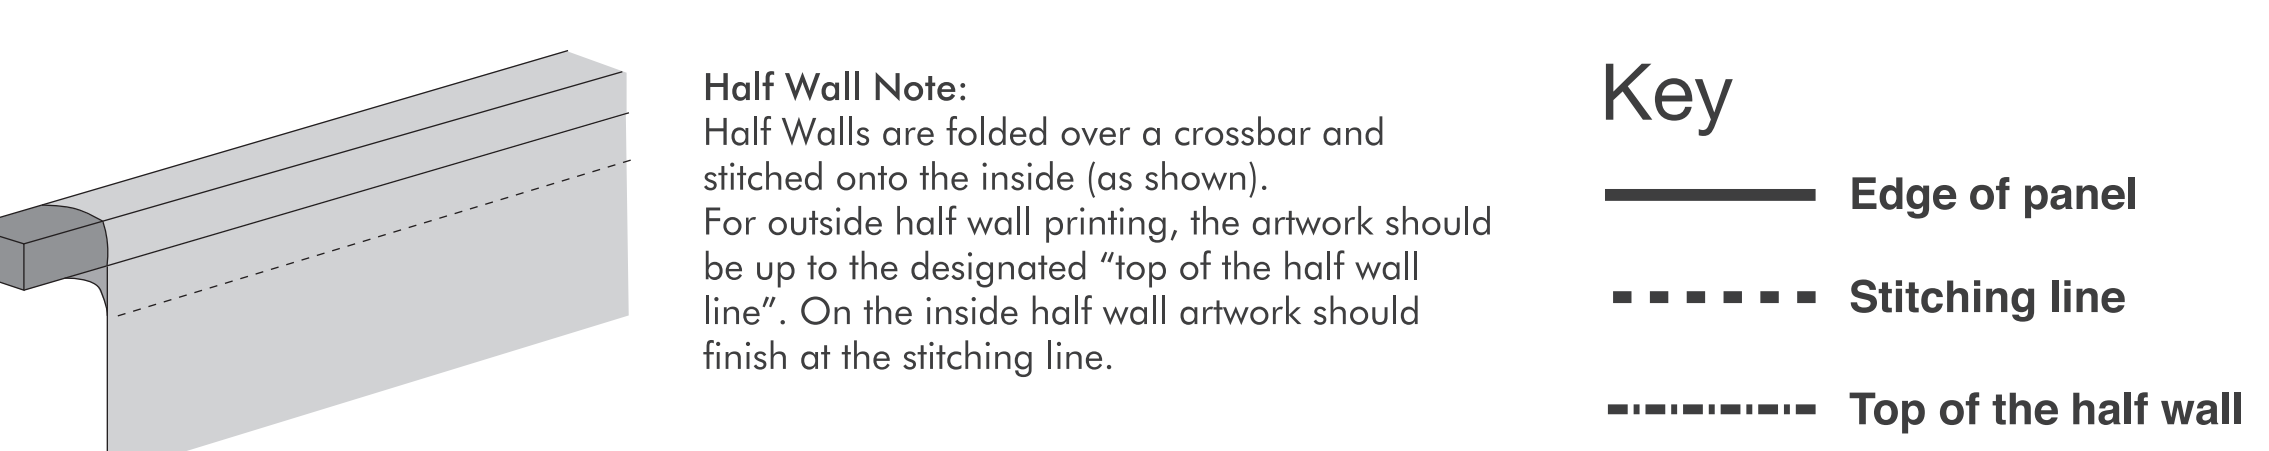 Half Wall Note:
Half Walls are folded over a crossbar and
stitched onto the inside (as shown).
For outside half wall printing, the artwork should
be up to the designated “top of the half wall
line”. On the inside half wall artwork should
finish at the stitching line.
Key
Edge of panel
Stitching line
Top of the half wall